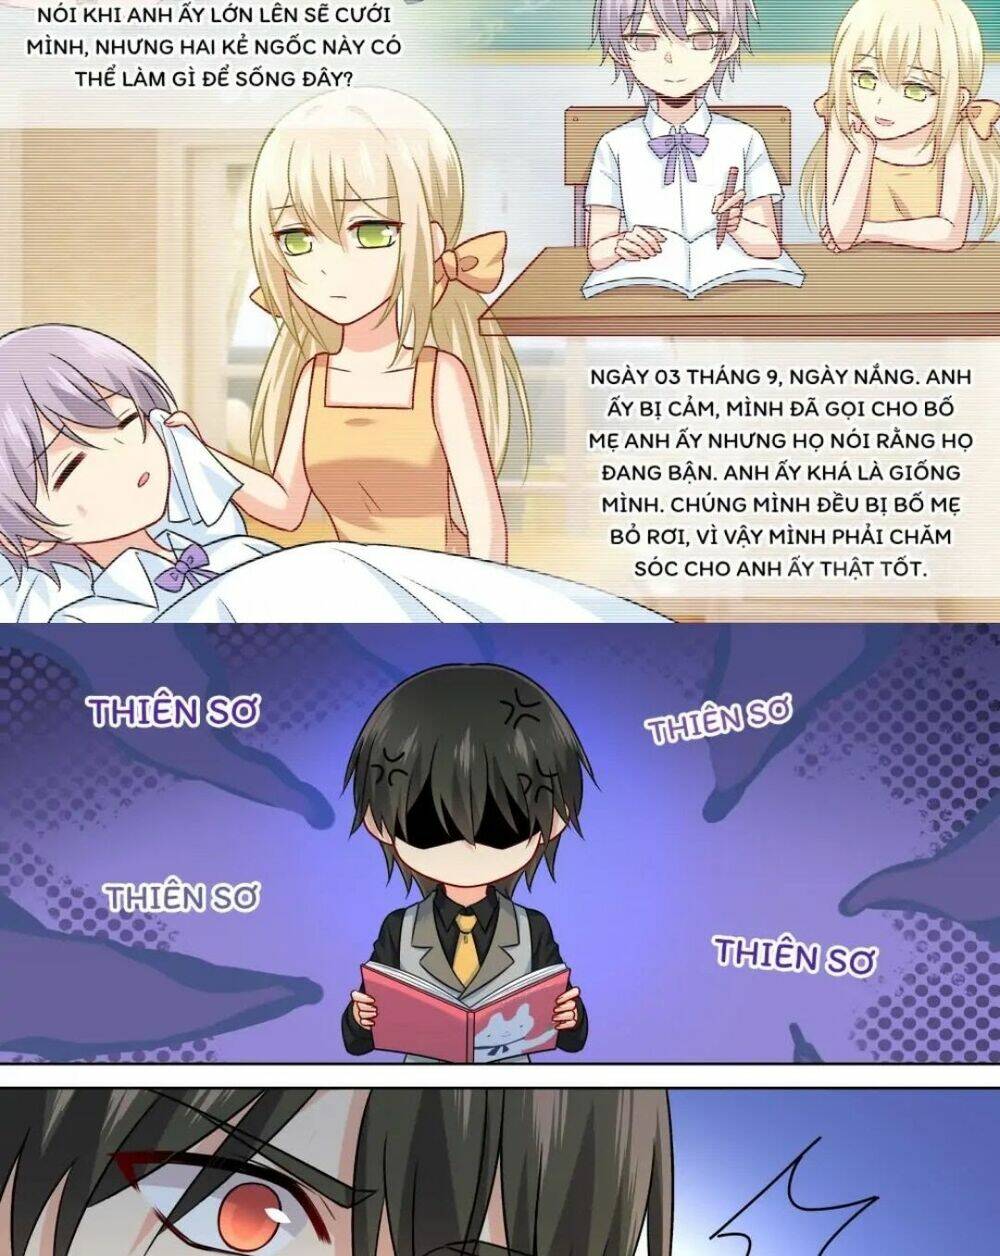 NÓI KHI ANH ẤY LỚN LÊN SẼ CƯỚI
MÌNH, NHƯNG HAI KẺ NGỐC NÀY CÓ
THỂ LÀM GÌ ĐỂ SỐNG ĐÂY?
NGÀY 03 THÁNG 9, NGÀY NẮNG. ANH
ẤY BỊ CẢM, MÌNH ĐÃ GỌI CHO BỐ
MẸ ANH ẤY NHƯNG HỌ NÓI RẰNG HỌ
ĐANG BẬN. ANH ẤY KHÁ LÀ GIỐNG
MÌNH. CHÚNG MÌNH ĐỀU BỊ BỐ MẸ
BỎ RƠI, VÌ VẬY MÌNH PHẢI CHĂM
SÓC CHO ANH ẤY THẬT TỐT.
THIÊN SƠ
THIÊN SƠ
THIÊN SƠ
THIÊN SƠ